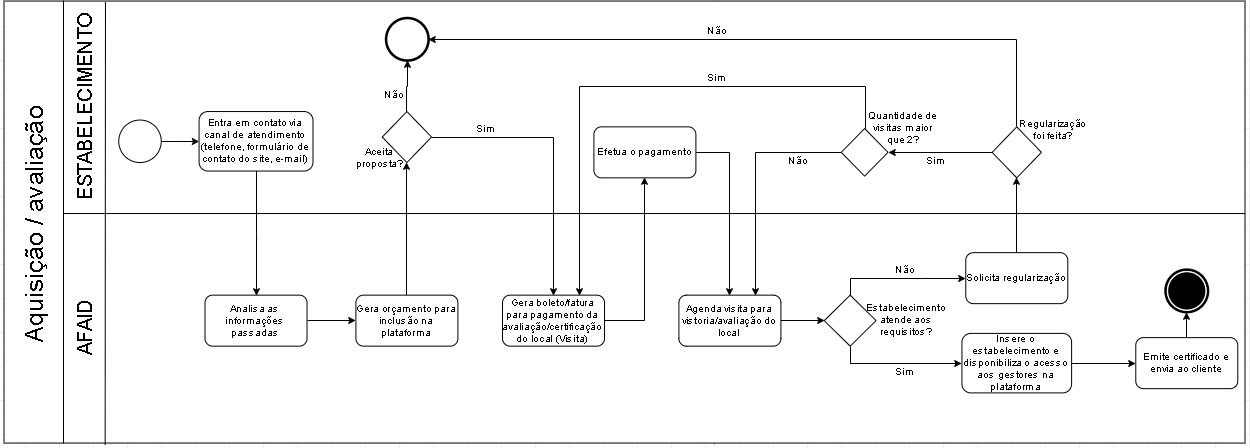 Aquisição / avaliação
ESTABELECIMENTO
Entra em contato via
canal de atendimento
(telefone, formulário de
contato do site, e-mail)
Não
Aceita
proposta?
Sim
Não
Sim
Efetua o pagamento
Não
Quantidade de
visitas maior
que 2?
Sim
Regularização
foi feita?
AFAID
Analisa as
informações
passadas
Gera orçamento para
inclusão na
plataforma
Gera boleto/fatura
para pagamento da
avaliação/certificação
do local (Visita)
Agenda visita para
vistoria/avaliação do
local
Não
Estabelecimento
atende aos
requisitos?
Sim
Solicita regularização
Insere o
estabelecimento e
disponibiliza o acesso
aos gestores na
plataforma
Emite certificado e
envia ao cliente